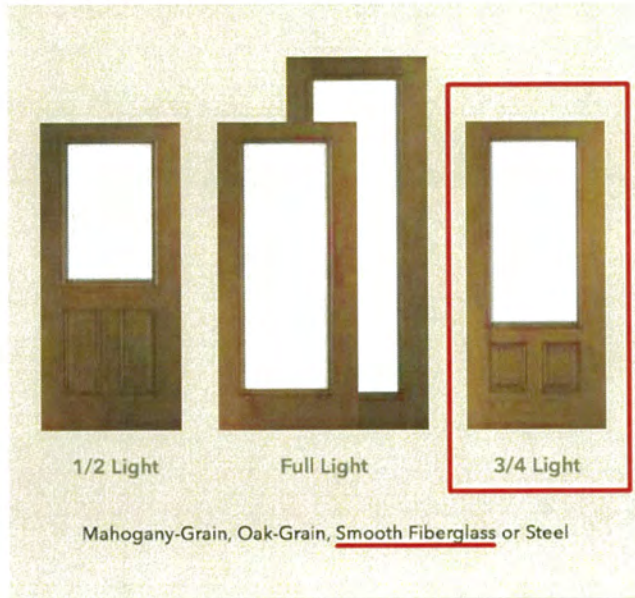 1/2 Light
Full Light
3/4 Light
Mahogany-Grain, Oak-Grain, Smooth Fiberglass or Steel